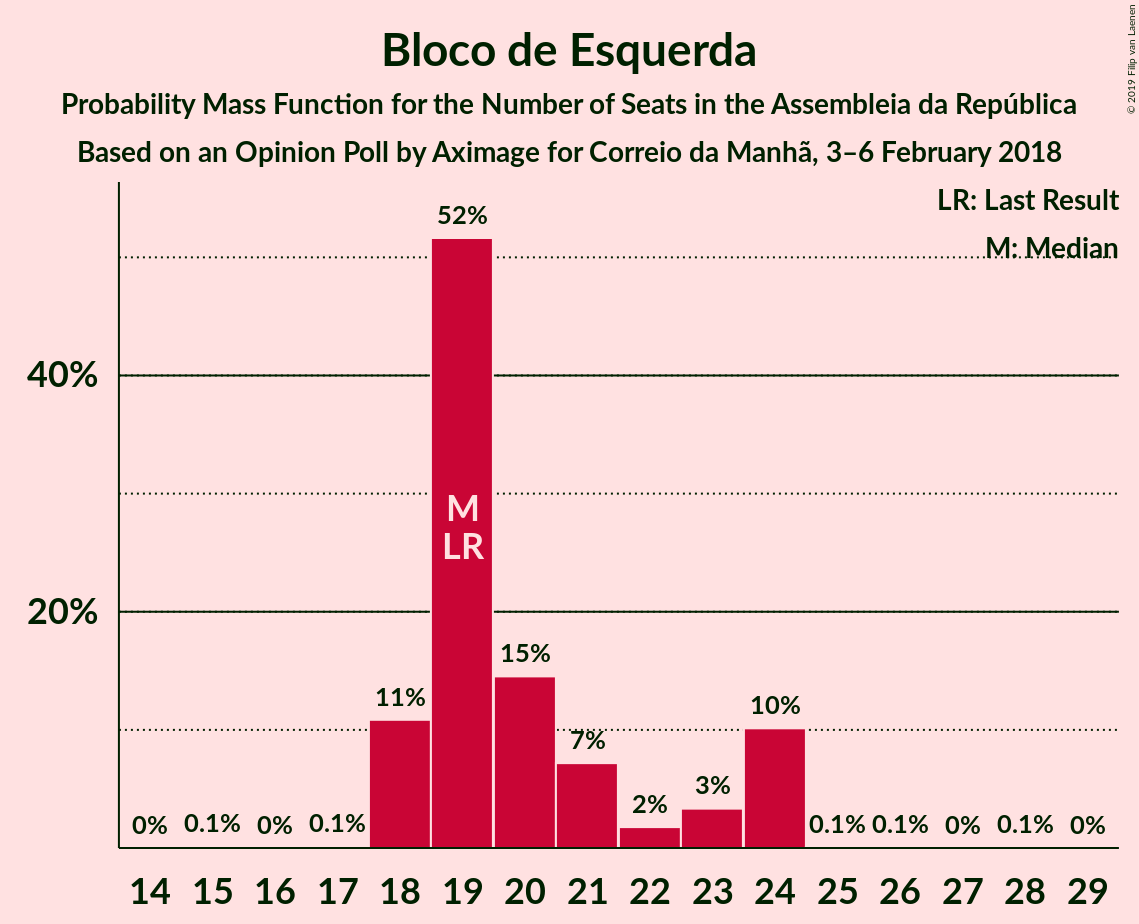 Bloco de Esquerda
Probability Mass Function for the Number of Seats in the Assembleia da República
Based on an Opinion Poll by Aximage for Correio da Manhã, 3–6 February 2018
© 2019 Filip van Laenen
LR: Last Result
M: Median
52%
40%
M
LR
20%
15%
11%
10%
7%
3%
2%
0% 0.1% 0% 0.1% 0.1% 0.1% 0% 0.1% 0%
14 15 16 17 18 19 20 21 22 23 24 25 26 27 28 29